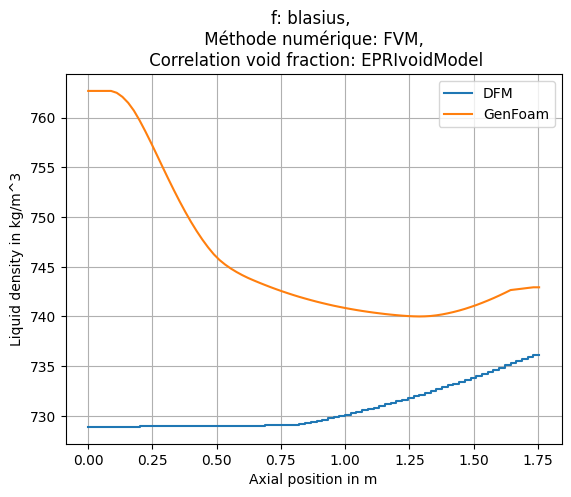 f: blasius,
Méthode numérique: FVM,
Correlation void fraction: EPRIvoidModel
DFM
GenFoam
Liquid density in kg/m^3
760
755
750
745
740
735
730
0.00 0.25 0.50 0.75 1.00 1.25 1.50 1.75
Axial position in m